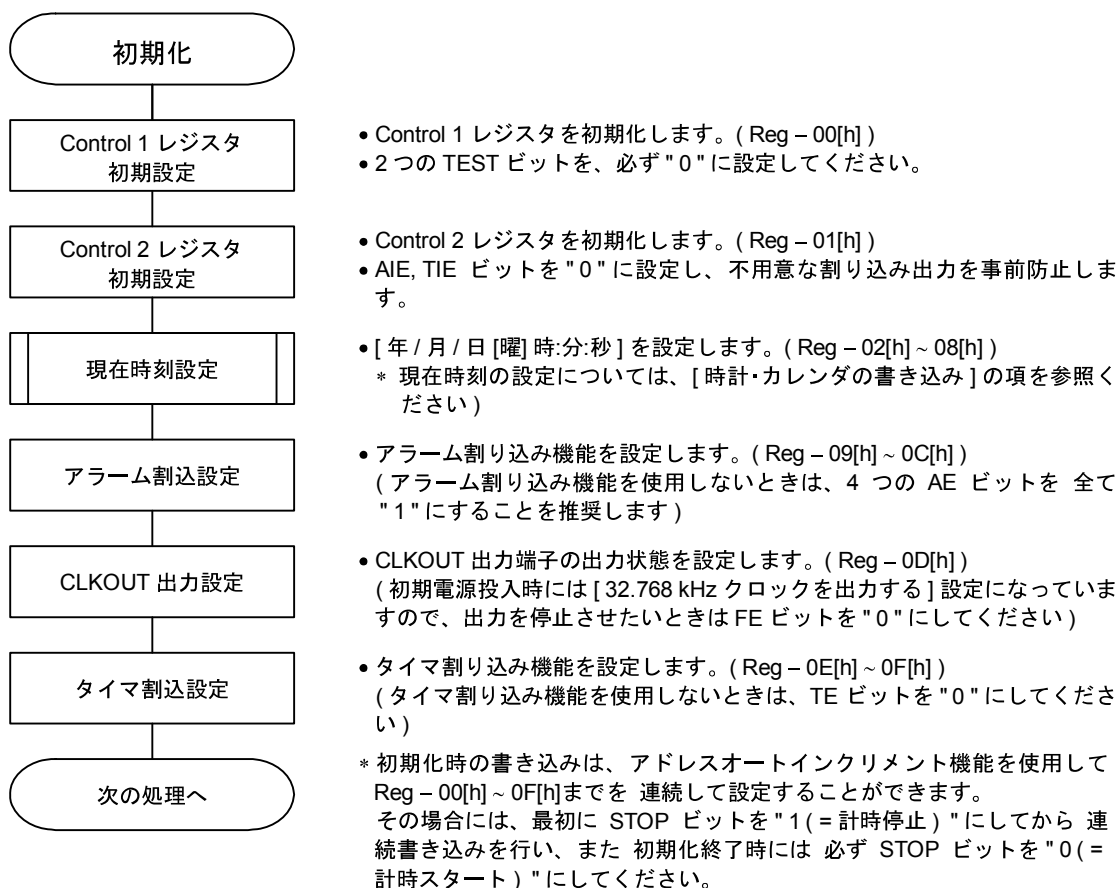 初期化
Control 1 レジスタ
初期設定
• Control 1 レジスタを初期化します。( Reg – 00[h] )
• 2 つの TEST ビットを、必ず " 0 " に設定してください。
Control 2 レジスタ
初期設定
• Control 2 レジスタを初期化します。( Reg – 01[h] )
• AIE, TIE ビットを " 0 " に設定し、不用意な割り込み出力を事前防止しま
す。
現在時刻設定
• [ 年 / 月 / 日 [曜] 時:分:秒 ] を設定します。( Reg – 02[h] ~ 08[h] )
* 現在時刻の設定については、[ 時計・カレンダの書き込み ] の項を参照く
ださい )
アラーム割込設定
• アラーム割り込み機能を設定します。( Reg – 09[h] ~ 0C[h] )
( アラーム割り込み機能を使用しないときは、4 つの AE ビットを 全て
" 1 " にすることを推奨します )
CLKOUT 出力設定
• CLKOUT 出力端子の出力状態を設定します。( Reg – 0D[h] )
( 初期電源投入時には [ 32.768 kHz クロックを出力する ] 設定になっていま
すので、出力を停止させたいときは FE ビットを " 0 " にしてください )
タイマ割込設定
• タイマ割り込み機能を設定します。( Reg – 0E[h] ~ 0F[h] )
( タイマ割り込み機能を使用しないときは、TE ビットを " 0 " にしてくださ
い )
次の処理へ
* 初期化時の書き込みは、アドレスオートインクリメント機能を使用して
Reg – 00[h] ~ 0F[h]までを 連続して設定することができます。
その場合には、最初に STOP ビットを " 1 ( = 計時停止 ) " にしてから 連
続書き込みを行い、また 初期化終了時には 必ず STOP ビットを " 0 ( =
計時スタート ) " にしてください。